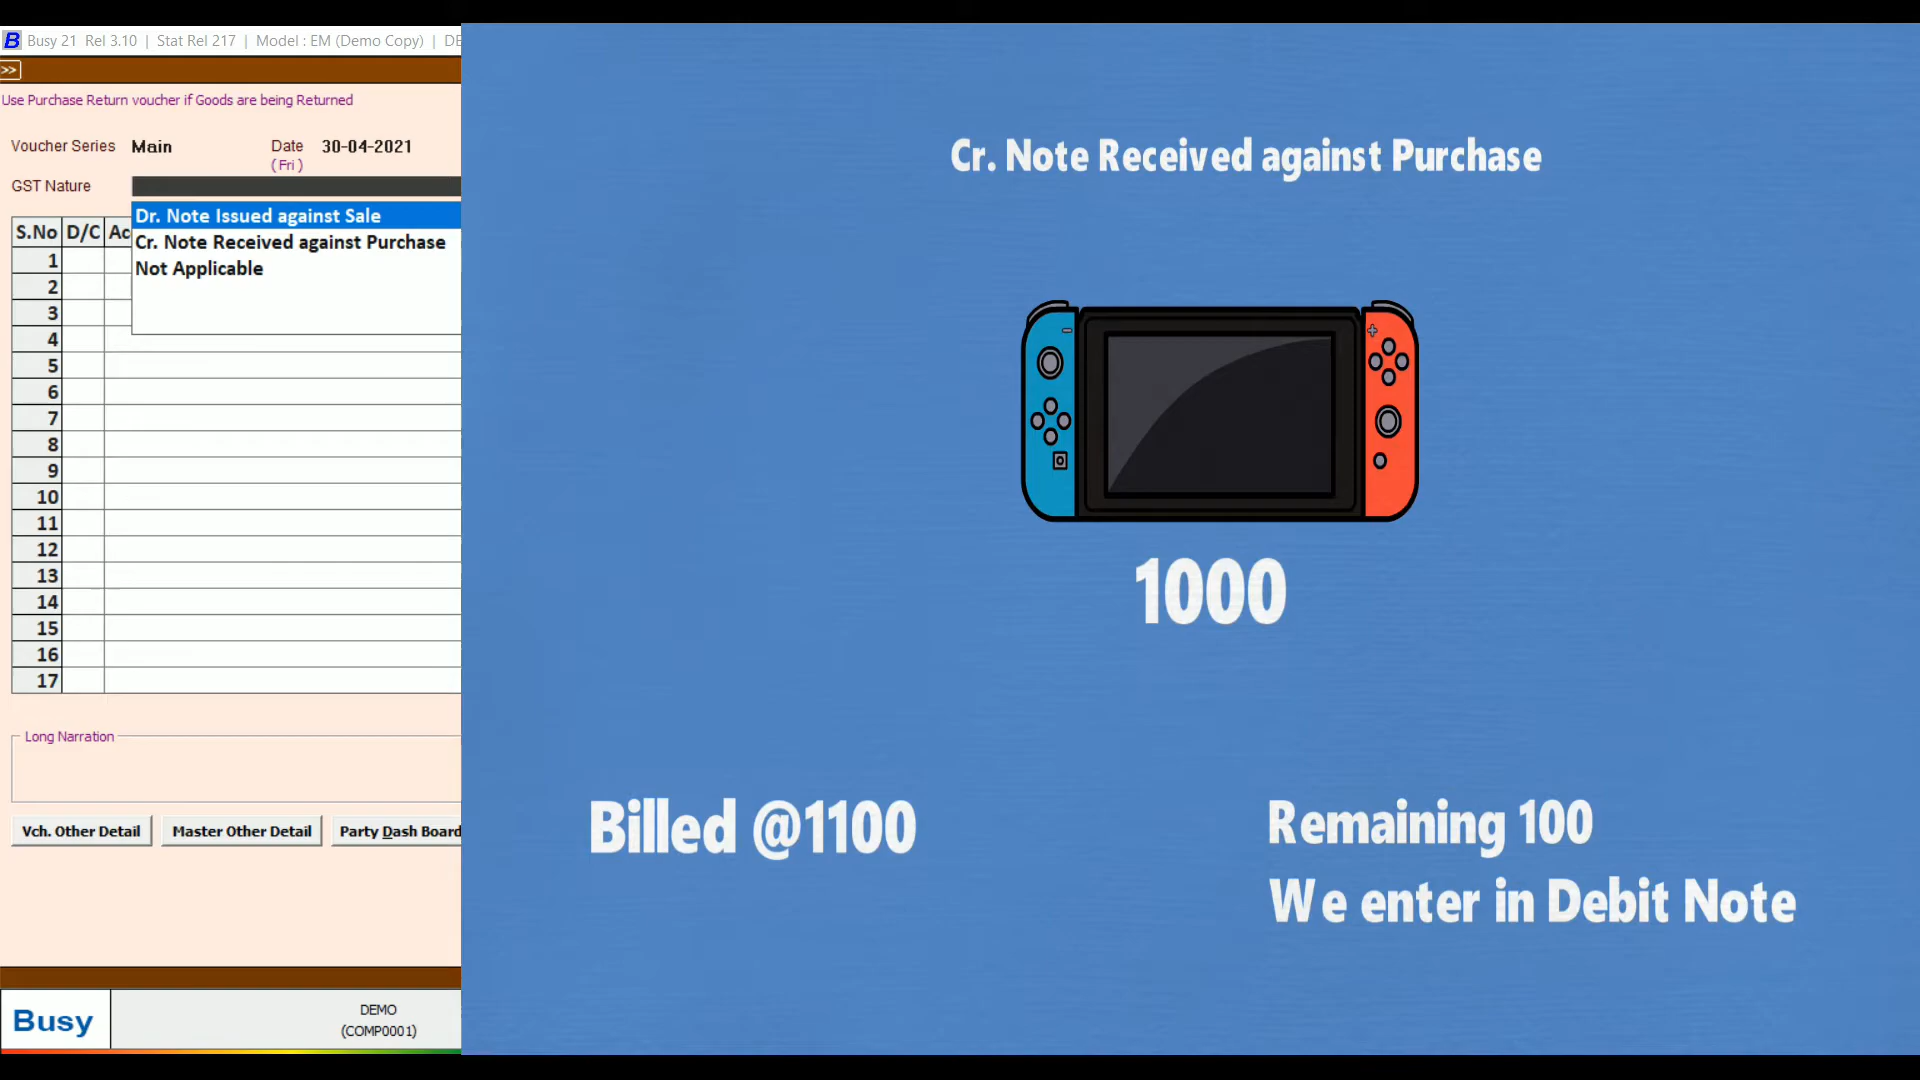 B Busy 21 Rel 3.10 | Stat Rel 217 | Model : EM (Demo Copy) | DE
>>
Use Purchase Return voucher if Goods are being Returned
Voucher Series Main Date 30-04-2021
(Fri)
GST Nature
Dr. Note Issued against Sale
Cr. Note Received against Purchase
Not Applicable
S.No D/C Ac
1
2
3
4
5
6
7
8
9
10
11
12
13
14
15
16
17
Long Narration
Vch. Other Detail Master Other Detail Party Dash Board
Busy
DEMO
(COMP0001)
Cr. Note Received against Purchase
1000
Billed @1100
Remaining 100
We enter in Debit Note